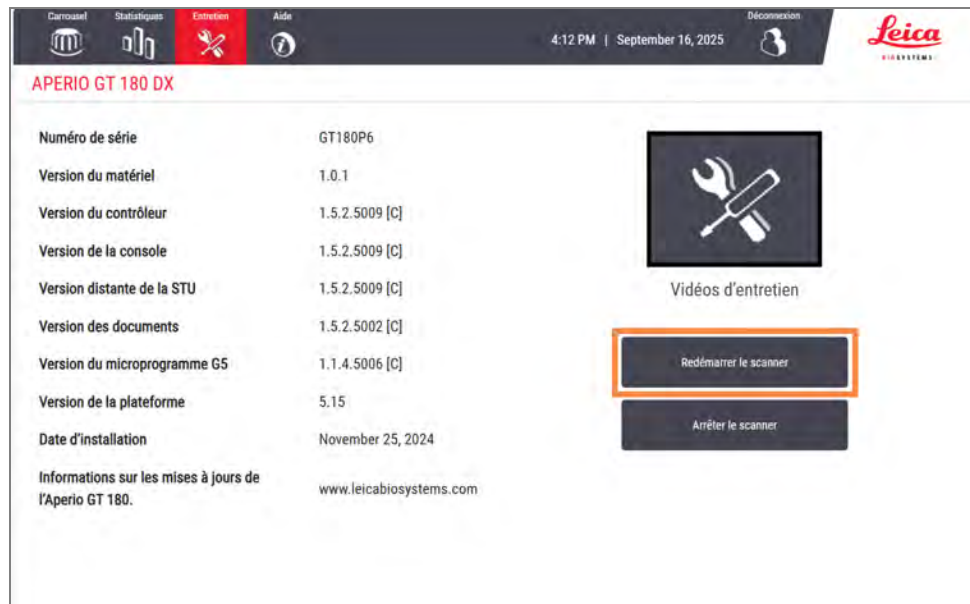 Carrousel
Statistiques
Entretien
Aide
4:12 PM | September 16, 2025
Déconnexion
Leica
BIOSYSTEMS
APERIO GT 180 DX
Numéro de série GT180P6
Version du matériel 1.0.1
Version du contrôleur 1.5.2.5009 [C]
Version de la console 1.5.2.5009 [C]
Version distante de la STU 1.5.2.5009 [C]
Version des documents 1.5.2.5002 [C]
Version du microprogramme G5 1.1.4.5006 [C]
Version de la plateforme 5.15
Date d'installation November 25, 2024
Informations sur les mises à jours de
l'Aperio GT 180.
www.leicabiosystems.com
Vidéos d'entretien
Redémarrer le scanner
Arrêter le scanner